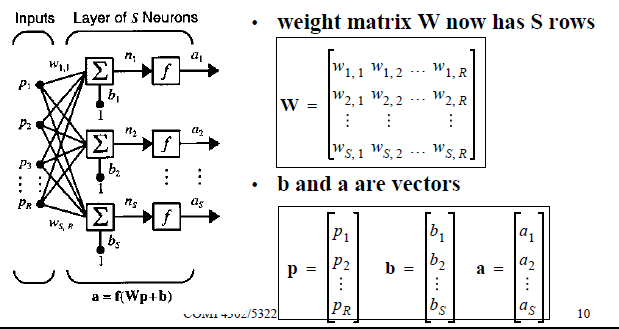 Inputs Layer of S Neurons
w1,1 n1 a1
p1 Σ f
b1
1
p2 n2 a2
Σ f
p3 b2
⋮ ⋮ 1 ⋮ ⋮
pR nS aS
wS, R Σ f
bS
1
a = f(Wp+b)
/5322
• weight matrix W now has S rows
W =
w1, 1 w1, 2 … w1, R
w2, 1 w2, 2 … w2, R
⋮ ⋮ ⋮
wS, 1 wS, 2 … wS, R
• b and a are vectors
p1 b1 a1
p = p2 b = b2 a = a2
⋮ ⋮ ⋮
pR bS aS
10